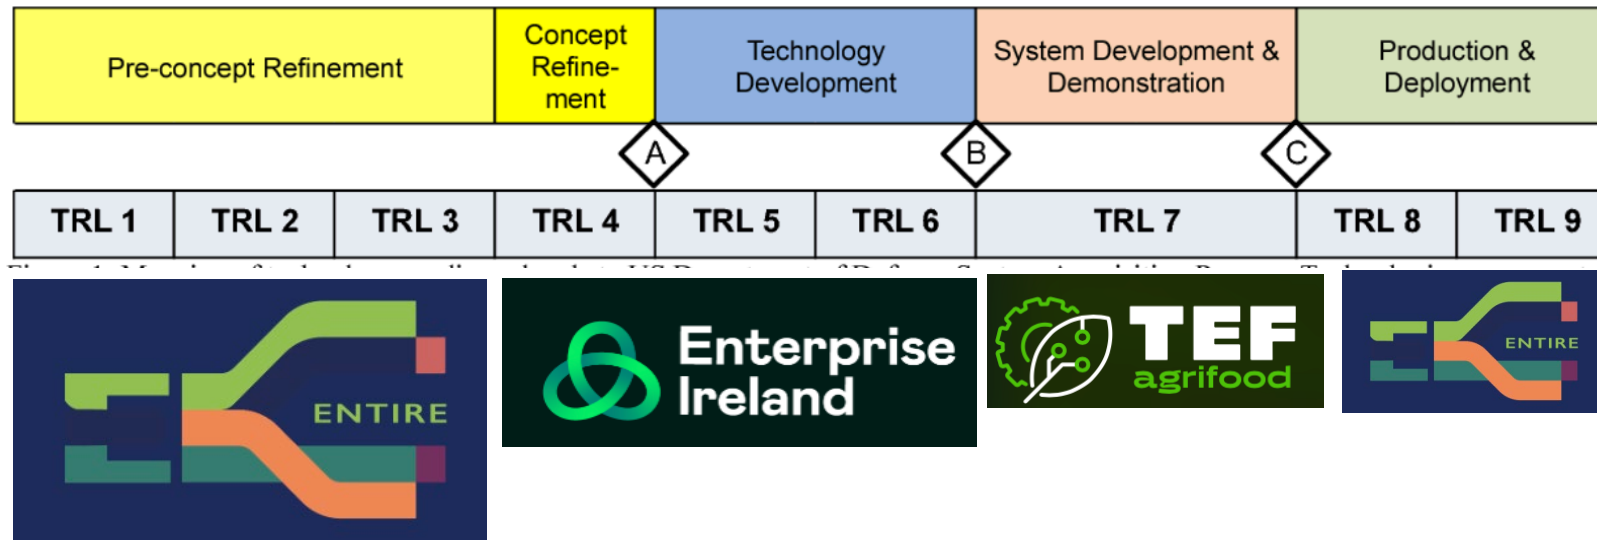 Pre-concept Refinement
Concept
Refine-
ment
Technology
Development
System Development &
Demonstration
Production &
Deployment
A
B
C
TRL 1
TRL 2
TRL 3
TRL 4
TRL 5
TRL 6
TRL 7
TRL 8
TRL 9
ENTIRE
Enterprise
Ireland
TEF
agrifood
ENTIRE